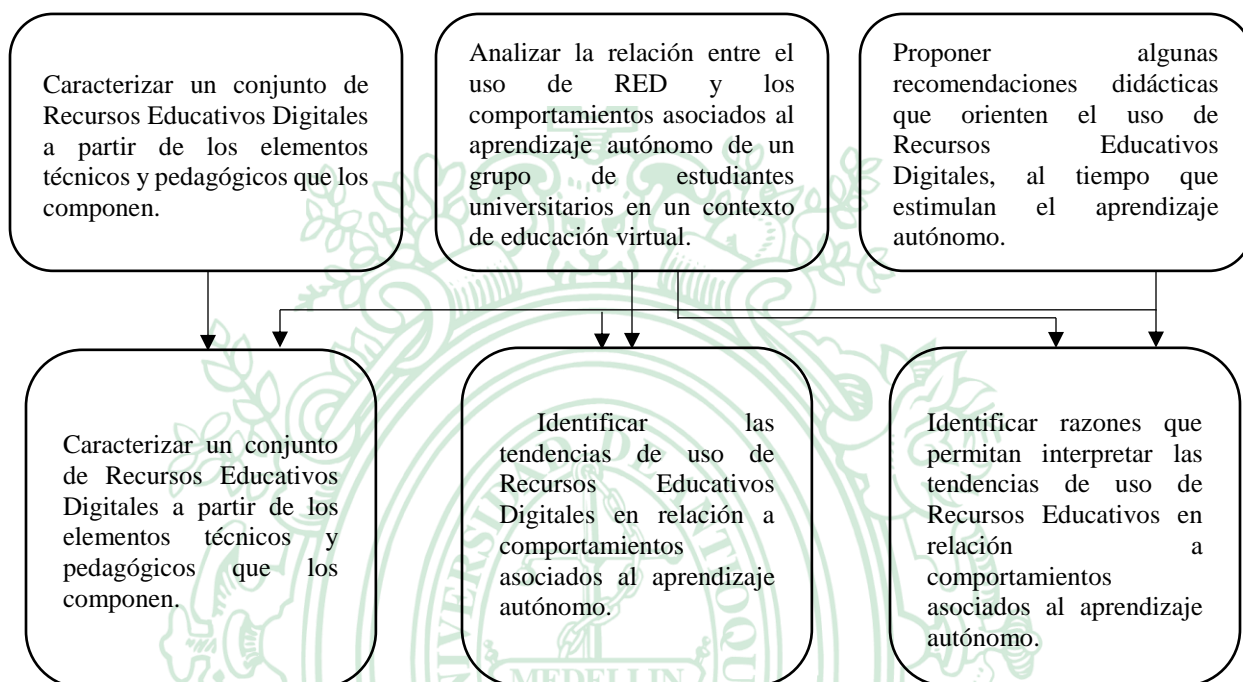 Caracterizar un conjunto de
Recursos Educativos Digitales
a partir de los elementos
técnicos y pedagógicos que los
componen.
Analizar la relación entre el
uso de RED y los
comportamientos asociados al
aprendizaje autónomo de un
grupo de estudiantes
universitarios en un contexto
de educación virtual.
Proponer algunas
recomendaciones didácticas
que orienten el uso de
Recursos Educativos
Digitales, al tiempo que
estimulan el aprendizaje
autónomo.
Caracterizar un conjunto
de Recursos Educativos
Digitales a partir de los
elementos técnicos y
pedagógicos que los
componen.
Identificar las
tendencias de uso de
Recursos Educativos
Digitales en relación a
comportamientos
asociados al aprendizaje
autónomo.
Identificar razones que
permitan interpretar las
tendencias de uso de
Recursos Educativos en
relación a
comportamientos
asociados al aprendizaje
autónomo.
MEDELLIN